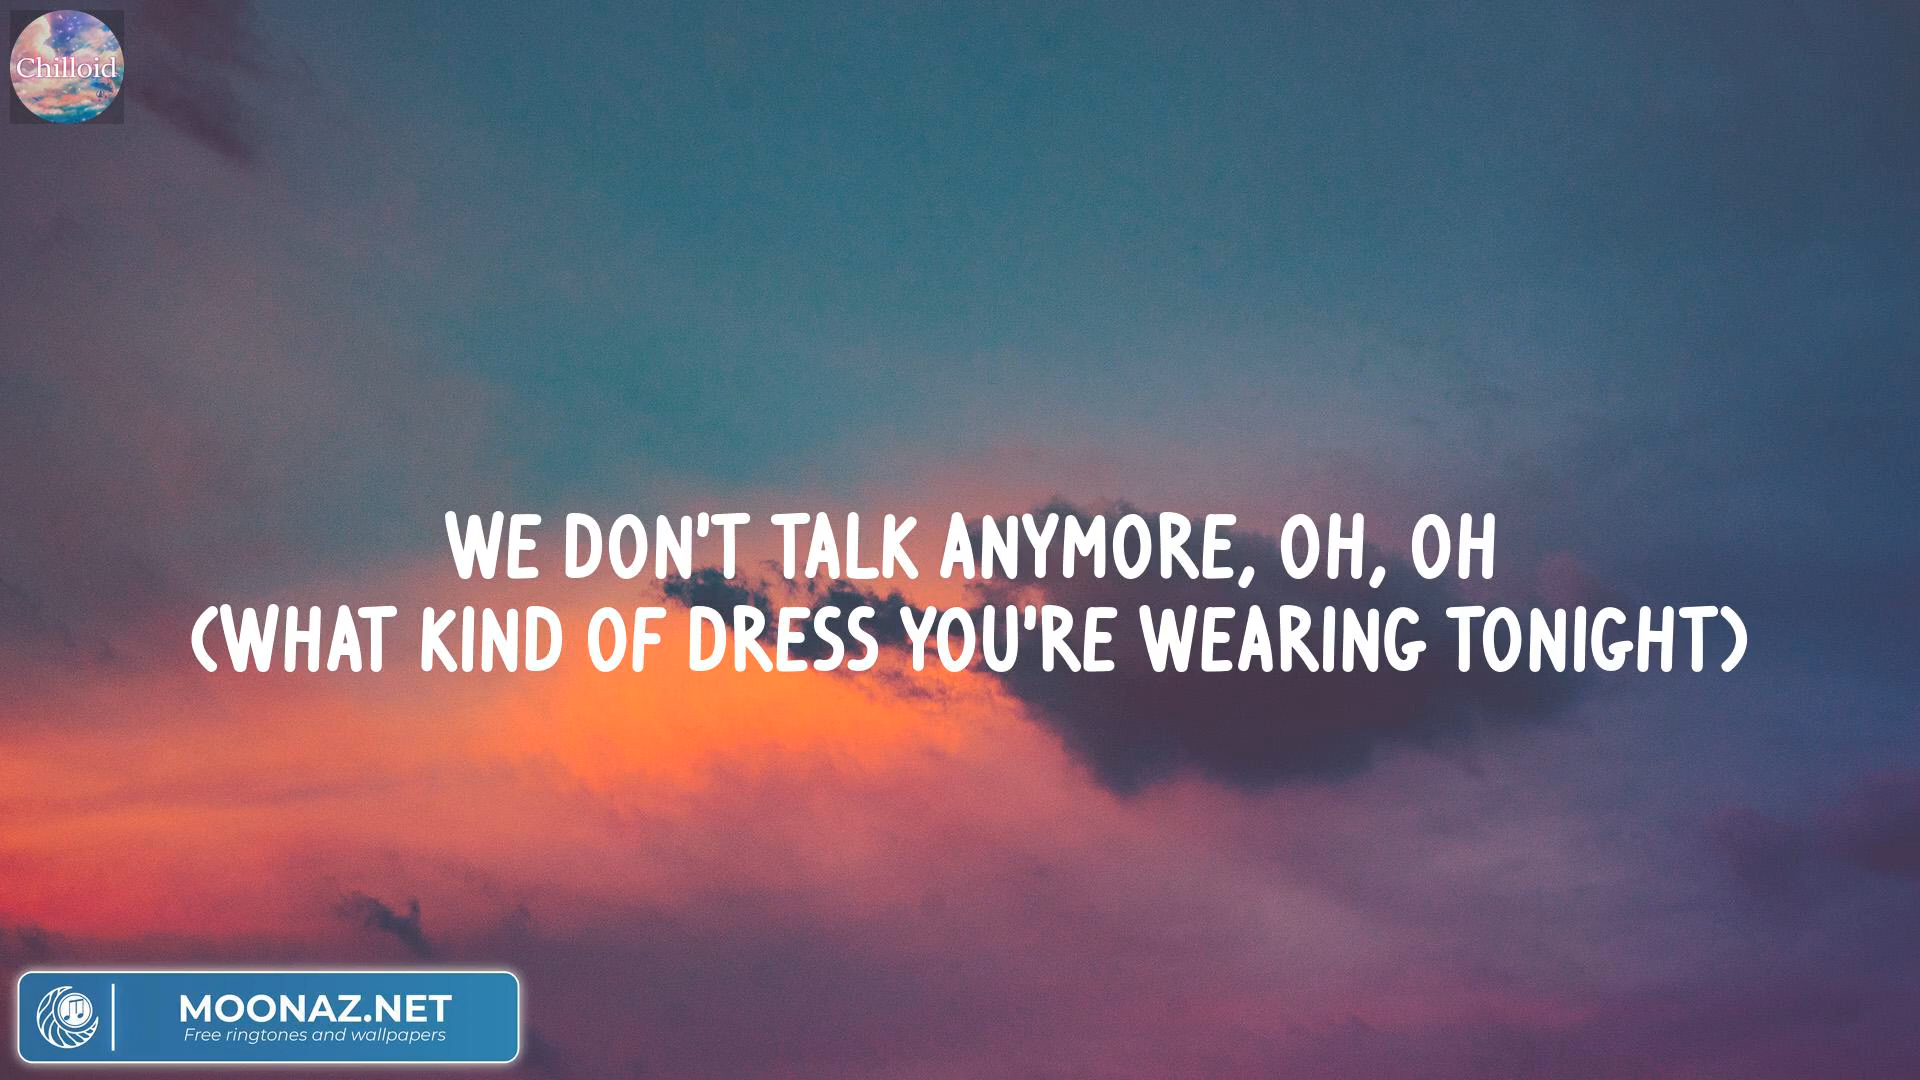 Chilloid
WE DON'T TALK ANYMORE, OH, OH
(WHAT KIND OF DRESS YOU'RE WEARING TONIGHT)
MOONAZ.NET
Free ringtones and wallpapers